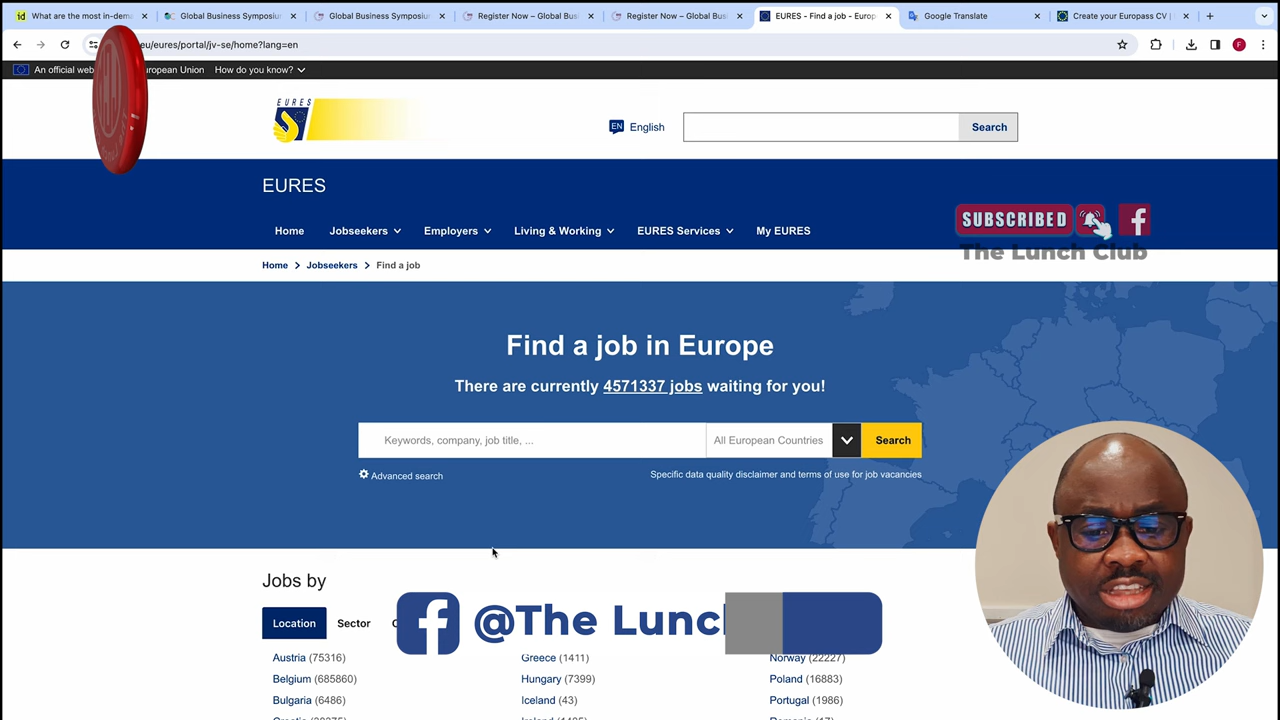 What are the most in-dema
Global Business Symposiu
Global Business Symposiu
Register Now – Global Bus
Register Now – Global Bus
EURES - Find a job - Europ
Google Translate
Create your Europass CV |
eu/eures/portal/jv-se/home?lang=en
An official web
ropean Union
How do you know?
EURES
EN English
Search
EURES
Home
Jobseekers
Employers
Living & Working
EURES Services
My EURES
SUBSCRIBED
The Lunch Club
Home > Jobseekers > Find a job
Find a job in Europe
There are currently 4571337 jobs waiting for you!
Keywords, company, job title, ...
All European Countries
Search
Advanced search
Specific data quality disclaimer and terms of use for job vacancies
Jobs by
Location
Sector
@The Lunch
Austria (75316)
Greece (1411)
Norway (22227)
Belgium (685860)
Hungary (7399)
Poland (16883)
Bulgaria (6486)
Iceland (43)
Portugal (1986)